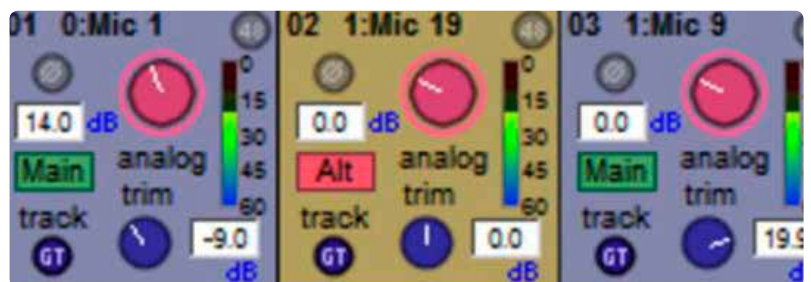 01 0:Mic 1
48
14.0 dB
Main
analog
trim
track
GT
-9.0
dB
0
15
30
45
60
02 1:Mic 19
48
0.0 dB
Alt
analog
trim
track
GT
0.0
dB
0
15
30
45
60
03 1:Mic 9
0.0 dB
Main
analog
trim
track
GT
19.9